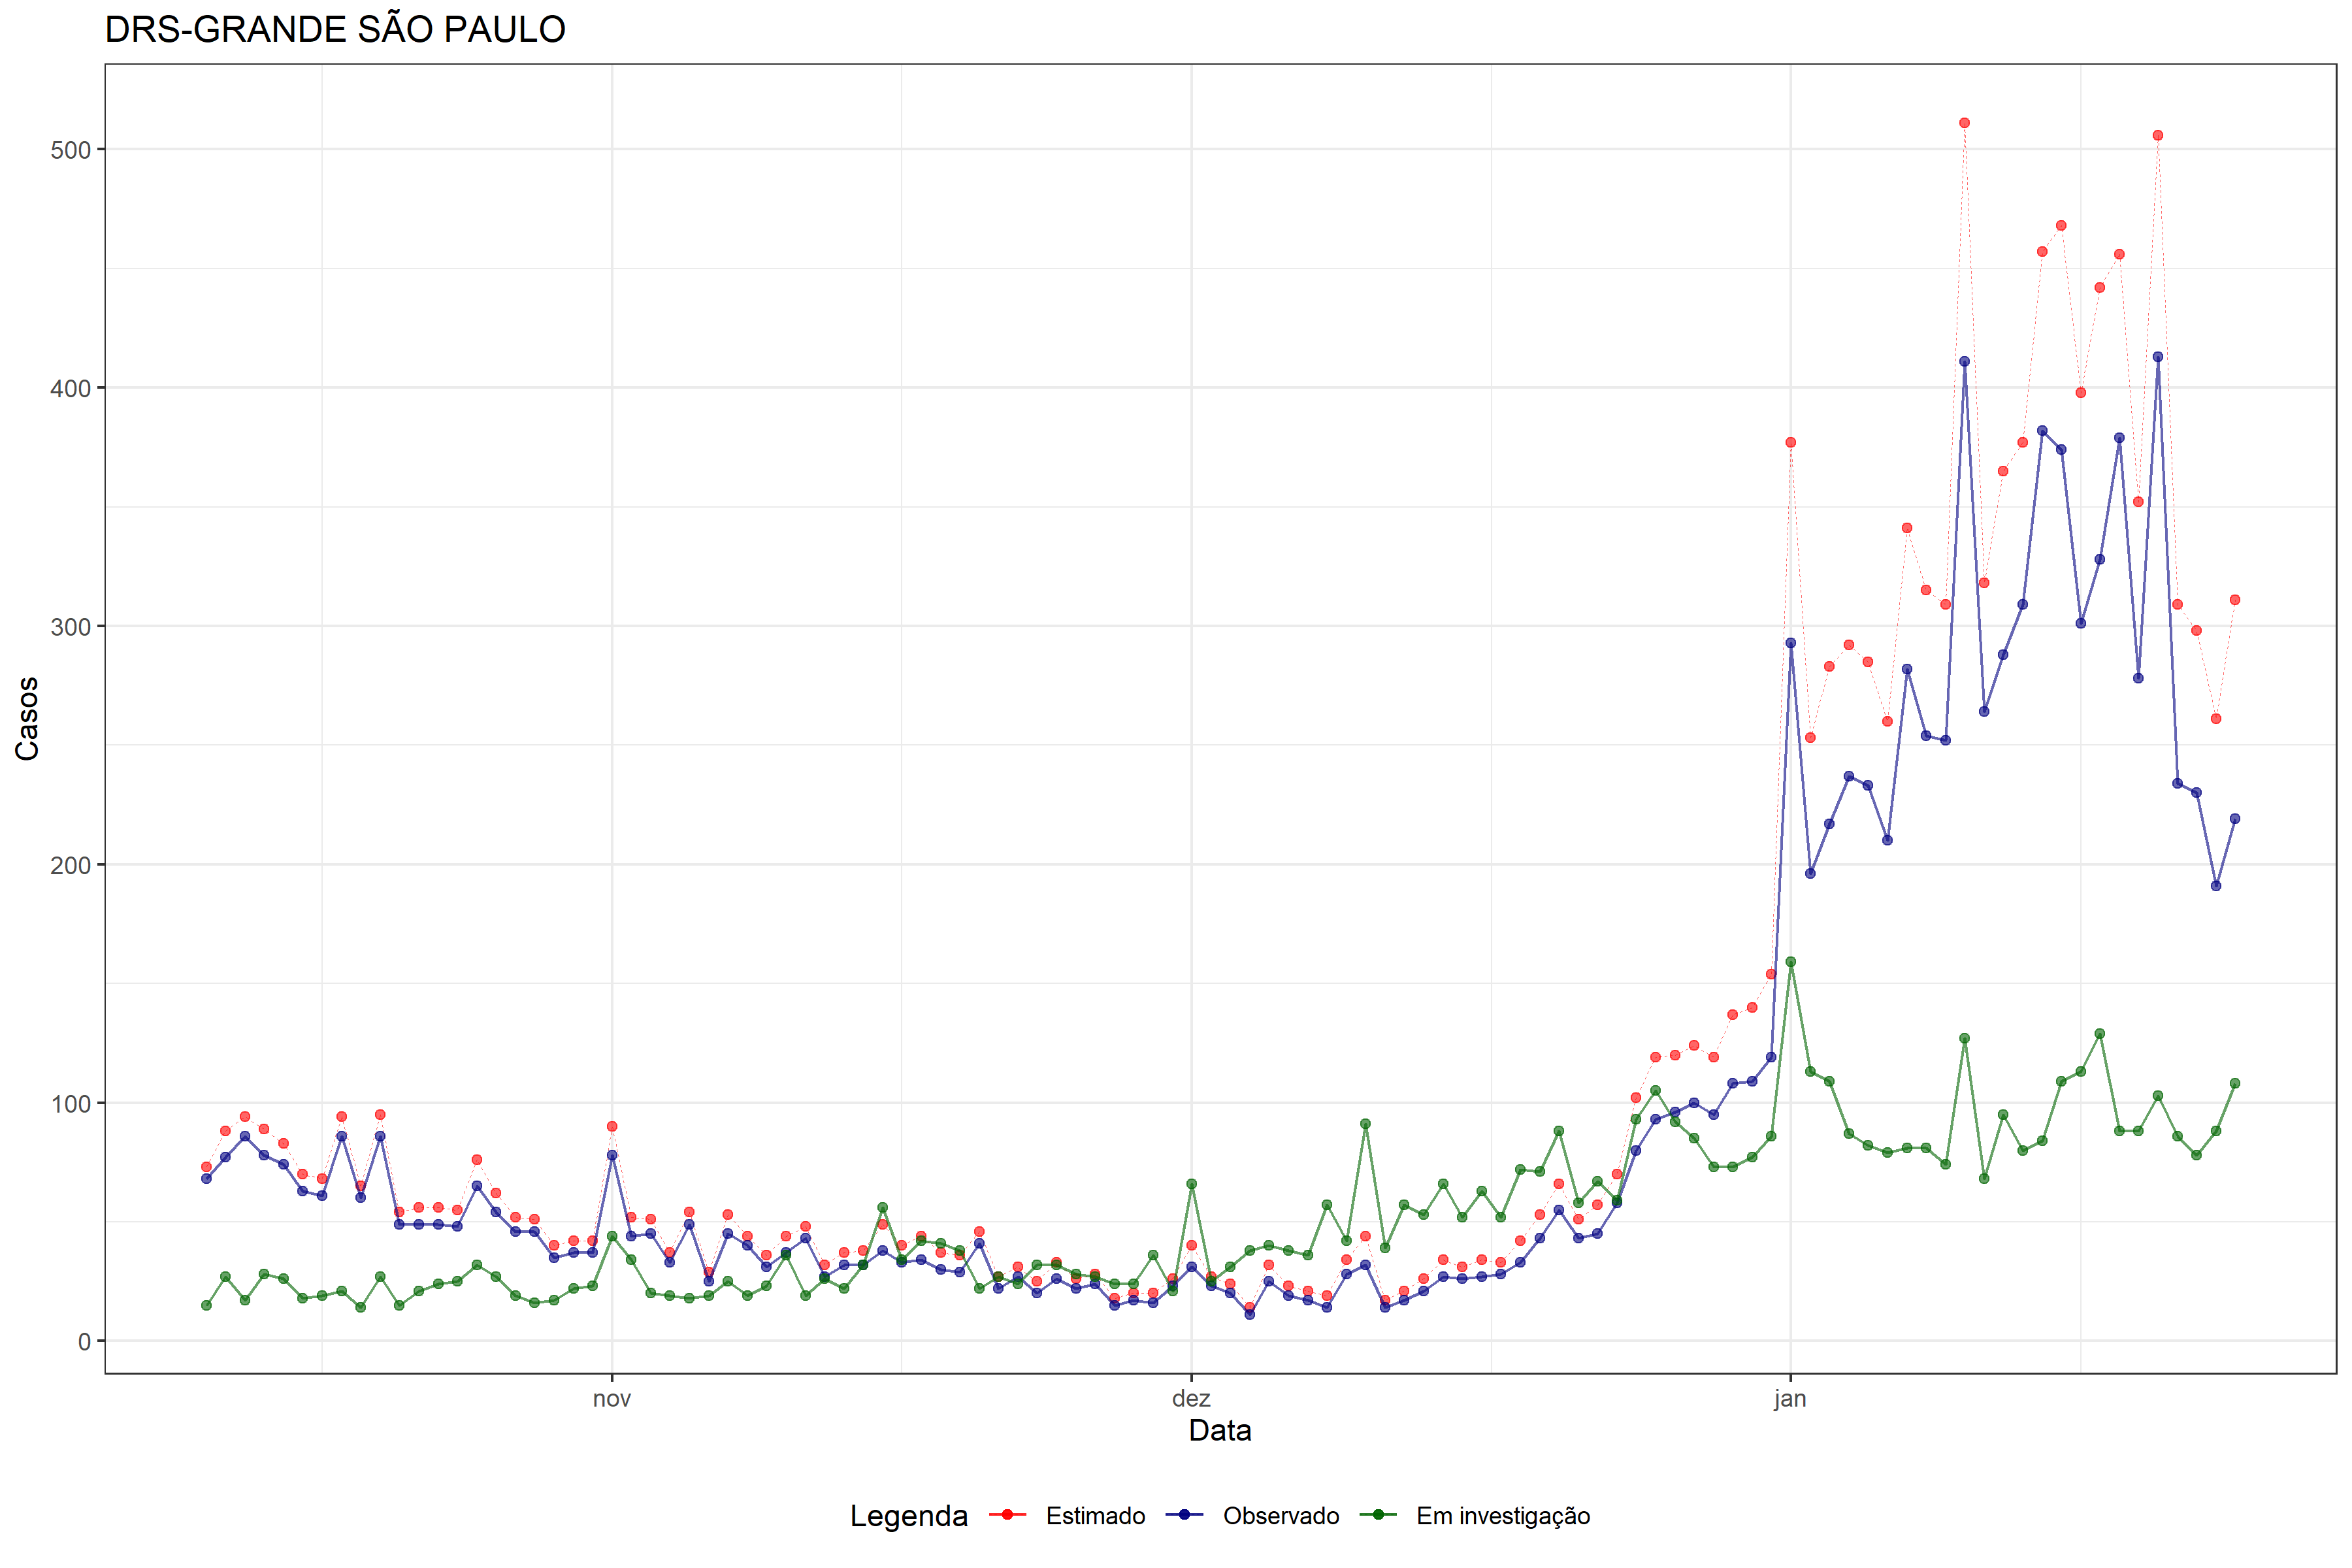 DRS-GRANDE SÃO PAULO
500
400
300
200
100
0
Casos
nov dez jan
Data
Legenda Estimado Observado Em investigação